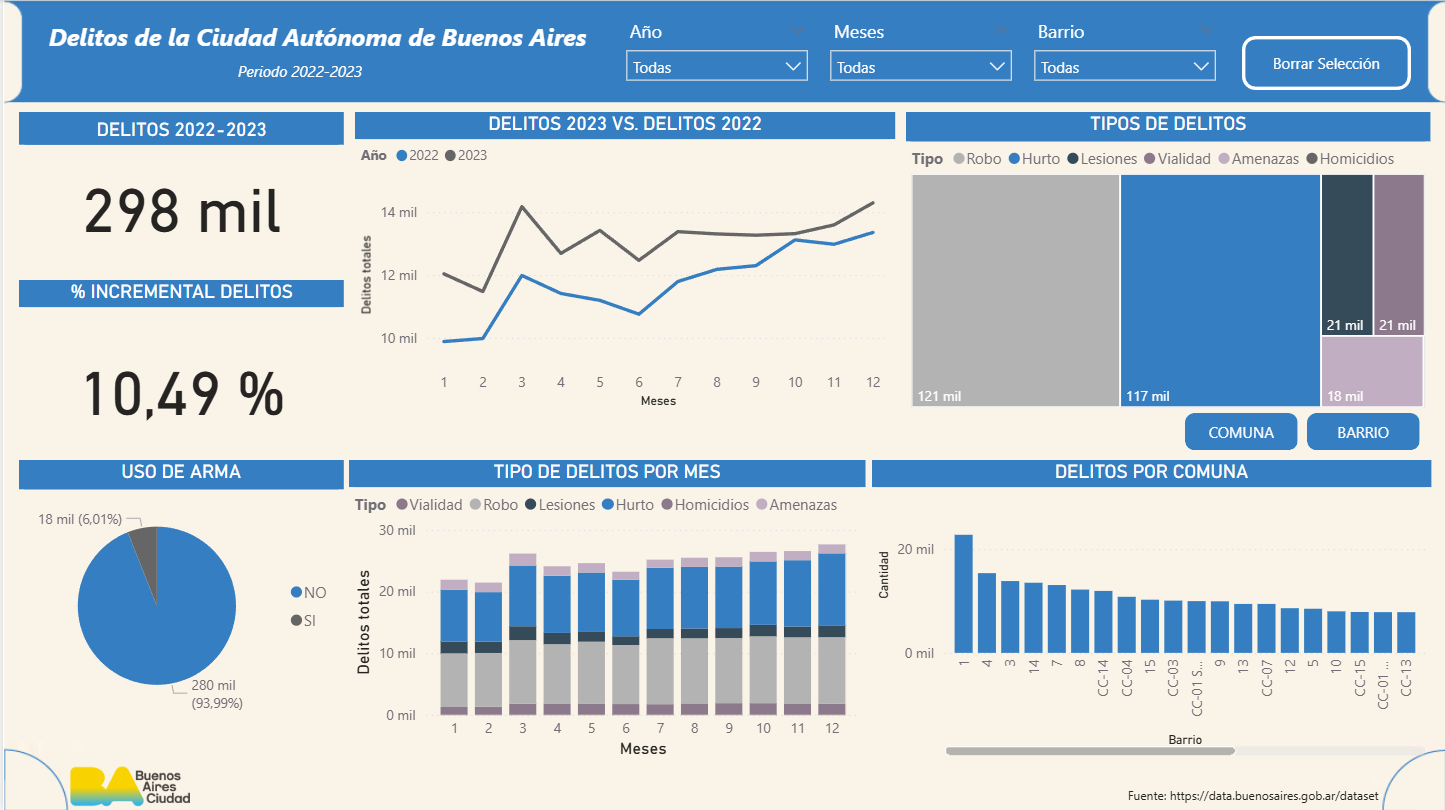 Delitos de la Ciudad Autónoma de Buenos Aires
Periodo 2022-2023
Año
Todas
Meses
Todas
Barrio
Todas
Borrar Selección
DELITOS 2022-2023
298 mil
% INCREMENTAL DELITOS
10,49 %
DELITOS 2023 VS. DELITOS 2022
Año 2022 2023
Delitos totales
14 mil
12 mil
10 mil
1 2 3 4 5 6 7 8 9 10 11 12
Meses
TIPOS DE DELITOS
Tipo Robo Hurto Lesiones Vialidad Amenazas Homicidios
121 mil
117 mil
21 mil
21 mil
18 mil
COMUNA
BARRIO
USO DE ARMA
18 mil (6,01%)
280 mil
(93,99%)
NO
SI
TIPO DE DELITOS POR MES
Tipo Vialidad Robo Lesiones Hurto Homicidios Amenazas
Delitos totales
30 mil
20 mil
10 mil
0 mil
1 2 3 4 5 6 7 8 9 10 11 12
Meses
DELITOS POR COMUNA
Cantidad
20 mil
0 mil
1 4 3 14 7 8 CC-14 CC-04 15 CC-03 CC-01 S... 9 13 CC-07 12 5 10 CC-15 CC-01 ... CC-13
Barrio
BA
Buenos
Aires
Ciudad
Fuente: https://data.buenosaires.gob.ar/dataset